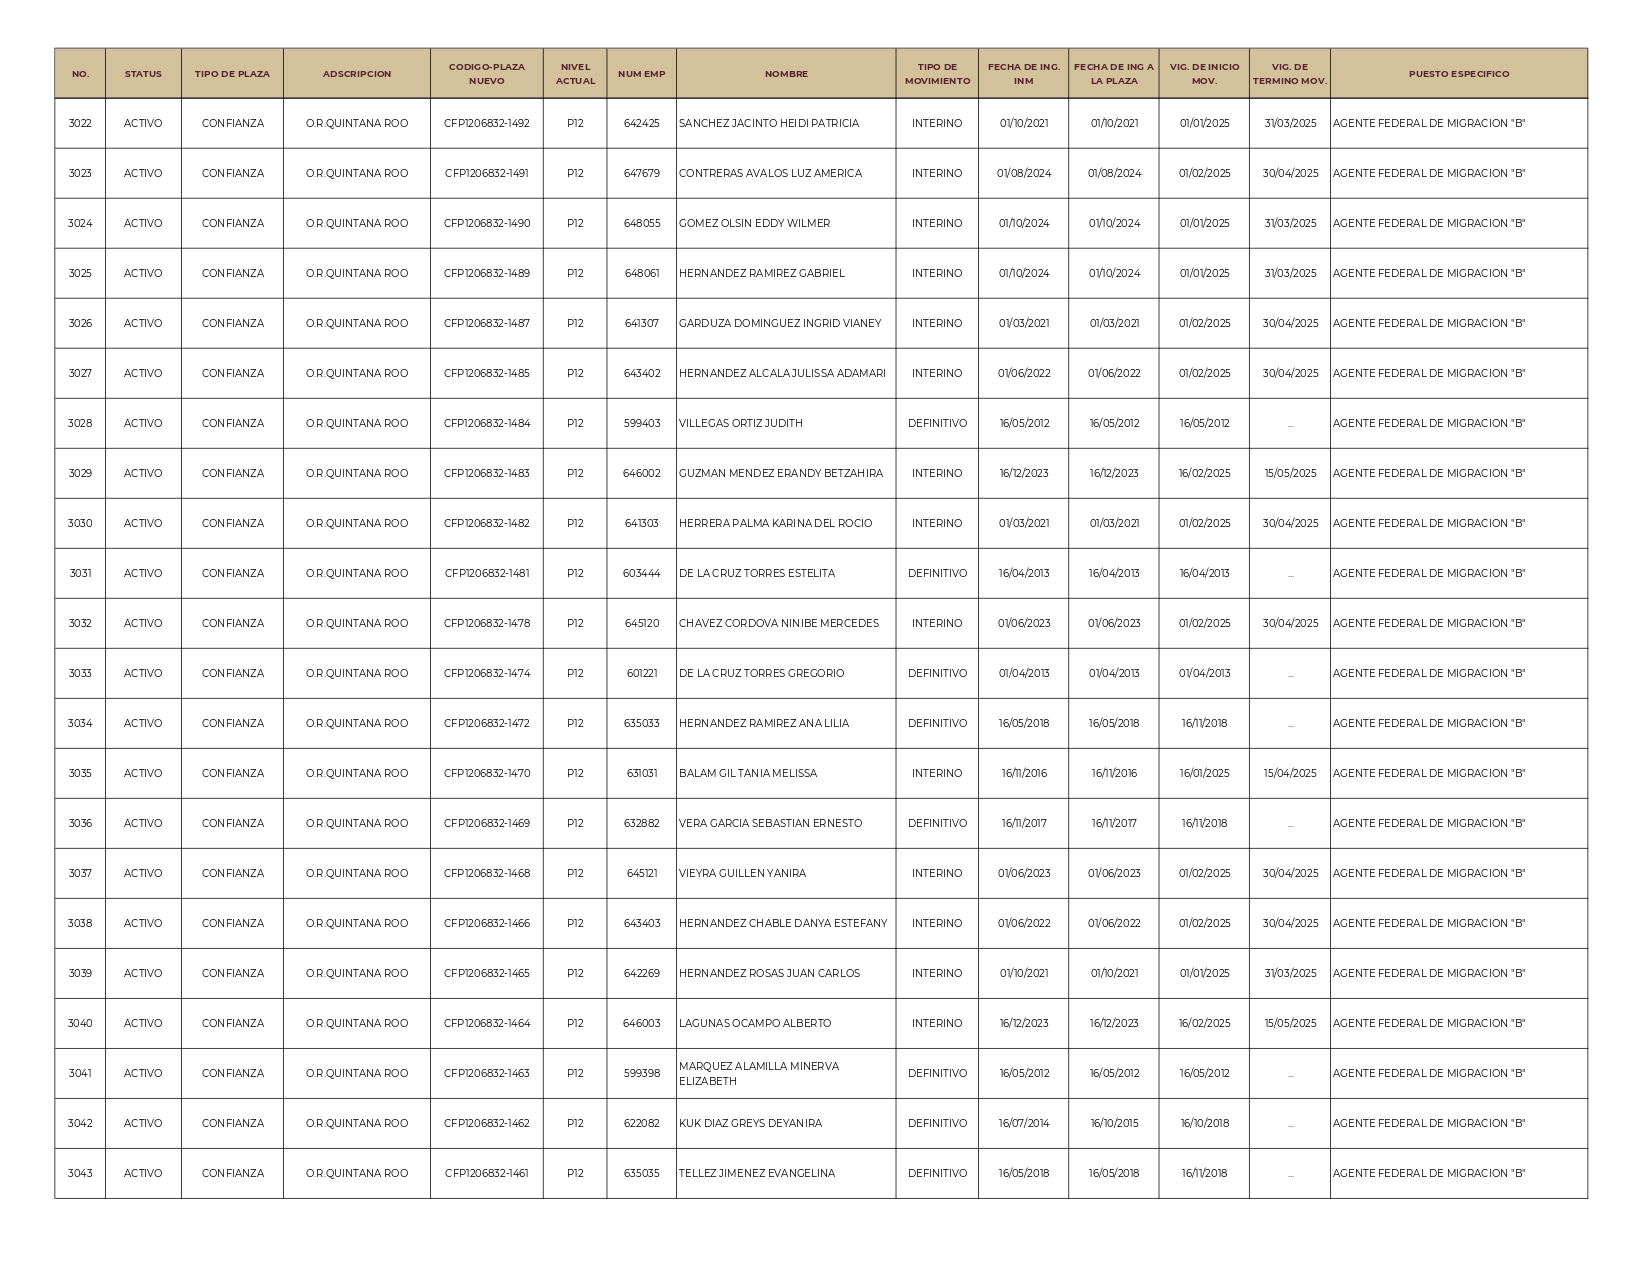 NO. STATUS TIPO DE PLAZA ADSCRIPCION CODIGO-PLAZA NUEVO NIVEL ACTUAL NUM EMP NOMBRE TIPO DE MOVIMIENTO FECHA DE ING. INM FECHA DE ING A LA PLAZA VIG. DE INICIO MOV. VIG. DE TERMINO MOV. PUESTO ESPECIFICO
3022 ACTIVO CONFIANZA O.R.QUINTANA ROO CFP1206832-1492 P12 642425 SANCHEZ JACINTO HEIDI PATRICIA INTERINO 01/10/2021 01/10/2021 01/01/2025 31/03/2025 AGENTE FEDERAL DE MIGRACION "B"
3023 ACTIVO CONFIANZA O.R.QUINTANA ROO CFP1206832-1491 P12 647679 CONTRERAS AVALOS LUZ AMERICA INTERINO 01/08/2024 01/08/2024 01/02/2025 30/04/2025 AGENTE FEDERAL DE MIGRACION "B"
3024 ACTIVO CONFIANZA O.R.QUINTANA ROO CFP1206832-1490 P12 648055 GOMEZ OLSIN EDDY WILMER INTERINO 01/10/2024 01/10/2024 01/01/2025 31/03/2025 AGENTE FEDERAL DE MIGRACION "B"
3025 ACTIVO CONFIANZA O.R.QUINTANA ROO CFP1206832-1489 P12 648061 HERNANDEZ RAMIREZ GABRIEL INTERINO 01/10/2024 01/10/2024 01/01/2025 31/03/2025 AGENTE FEDERAL DE MIGRACION "B"
3026 ACTIVO CONFIANZA O.R.QUINTANA ROO CFP1206832-1487 P12 641307 GARDUZA DOMINGUEZ INGRID VIANEY INTERINO 01/03/2021 01/03/2021 01/02/2025 30/04/2025 AGENTE FEDERAL DE MIGRACION "B"
3027 ACTIVO CONFIANZA O.R.QUINTANA ROO CFP1206832-1485 P12 643402 HERNANDEZ ALCALA JULISSA ADAMARI INTERINO 01/06/2022 01/06/2022 01/02/2025 30/04/2025 AGENTE FEDERAL DE MIGRACION "B"
3028 ACTIVO CONFIANZA O.R.QUINTANA ROO CFP1206832-1484 P12 599403 VILLEGAS ORTIZ JUDITH DEFINITIVO 16/05/2012 16/05/2012 16/05/2012 ... AGENTE FEDERAL DE MIGRACION "B"
3029 ACTIVO CONFIANZA O.R.QUINTANA ROO CFP1206832-1483 P12 646002 GUZMAN MENDEZ ERANDY BETZAHIRA INTERINO 16/12/2023 16/12/2023 16/02/2025 15/05/2025 AGENTE FEDERAL DE MIGRACION "B"
3030 ACTIVO CONFIANZA O.R.QUINTANA ROO CFP1206832-1482 P12 641303 HERRERA PALMA KARINA DEL ROCIO INTERINO 01/03/2021 01/03/2021 01/02/2025 30/04/2025 AGENTE FEDERAL DE MIGRACION "B"
3031 ACTIVO CONFIANZA O.R.QUINTANA ROO CFP1206832-1481 P12 603444 DE LA CRUZ TORRES ESTELITA DEFINITIVO 16/04/2013 16/04/2013 16/04/2013 ... AGENTE FEDERAL DE MIGRACION "B"
3032 ACTIVO CONFIANZA O.R.QUINTANA ROO CFP1206832-1478 P12 645120 CHAVEZ CORDOVA NINIBE MERCEDES INTERINO 01/06/2023 01/06/2023 01/02/2025 30/04/2025 AGENTE FEDERAL DE MIGRACION "B"
3033 ACTIVO CONFIANZA O.R.QUINTANA ROO CFP1206832-1474 P12 601221 DE LA CRUZ TORRES GREGORIO DEFINITIVO 01/04/2013 01/04/2013 01/04/2013 ... AGENTE FEDERAL DE MIGRACION "B"
3034 ACTIVO CONFIANZA O.R.QUINTANA ROO CFP1206832-1472 P12 635033 HERNANDEZ RAMIREZ ANA LILIA DEFINITIVO 16/05/2018 16/05/2018 16/11/2018 ... AGENTE FEDERAL DE MIGRACION "B"
3035 ACTIVO CONFIANZA O.R.QUINTANA ROO CFP1206832-1470 P12 631031 BALAM GIL TANIA MELISSA INTERINO 16/11/2016 16/11/2016 16/01/2025 15/04/2025 AGENTE FEDERAL DE MIGRACION "B"
3036 ACTIVO CONFIANZA O.R.QUINTANA ROO CFP1206832-1469 P12 632882 VERA GARCIA SEBASTIAN ERNESTO DEFINITIVO 16/11/2017 16/11/2017 16/11/2018 ... AGENTE FEDERAL DE MIGRACION "B"
3037 ACTIVO CONFIANZA O.R.QUINTANA ROO CFP1206832-1468 P12 645121 VIEYRA GUILLEN YANIRA INTERINO 01/06/2023 01/06/2023 01/02/2025 30/04/2025 AGENTE FEDERAL DE MIGRACION "B"
3038 ACTIVO CONFIANZA O.R.QUINTANA ROO CFP1206832-1466 P12 643403 HERNANDEZ CHABLE DANYA ESTEFANY INTERINO 01/06/2022 01/06/2022 01/02/2025 30/04/2025 AGENTE FEDERAL DE MIGRACION "B"
3039 ACTIVO CONFIANZA O.R.QUINTANA ROO CFP1206832-1465 P12 642269 HERNANDEZ ROSAS JUAN CARLOS INTERINO 01/10/2021 01/10/2021 01/01/2025 31/03/2025 AGENTE FEDERAL DE MIGRACION "B"
3040 ACTIVO CONFIANZA O.R.QUINTANA ROO CFP1206832-1464 P12 646003 LAGUNAS OCAMPO ALBERTO INTERINO 16/12/2023 16/12/2023 16/02/2025 15/05/2025 AGENTE FEDERAL DE MIGRACION "B"
3041 ACTIVO CONFIANZA O.R.QUINTANA ROO CFP1206832-1463 P12 599398 MARQUEZ ALAMILLA MINERVA ELIZABETH DEFINITIVO 16/05/2012 16/05/2012 16/05/2012 ... AGENTE FEDERAL DE MIGRACION "B"
3042 ACTIVO CONFIANZA O.R.QUINTANA ROO CFP1206832-1462 P12 622082 KUK DIAZ GREYS DEYANIRA DEFINITIVO 16/07/2014 16/10/2015 16/10/2018 ... AGENTE FEDERAL DE MIGRACION "B"
3043 ACTIVO CONFIANZA O.R.QUINTANA ROO CFP1206832-1461 P12 635035 TELLEZ JIMENEZ EVANGELINA DEFINITIVO 16/05/2018 16/05/2018 16/11/2018 ... AGENTE FEDERAL DE MIGRACION "B"